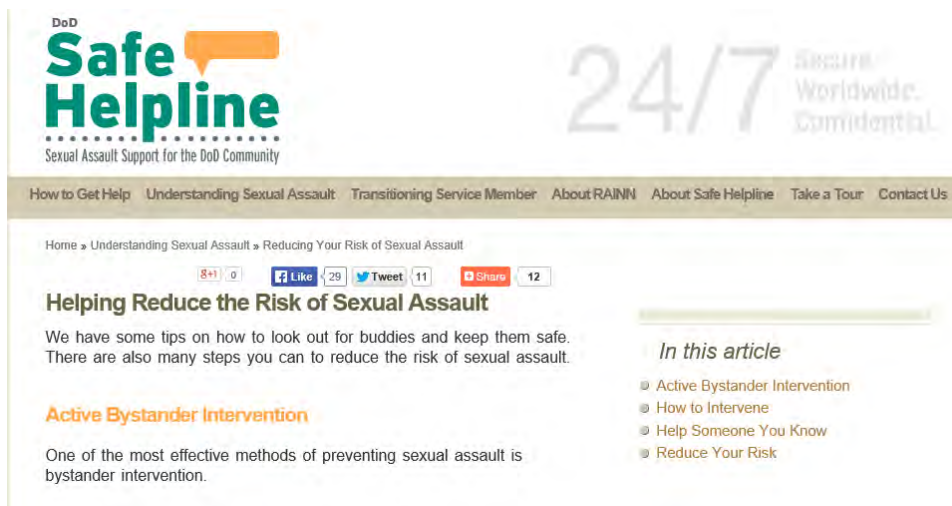 DoD
Safe
Helpline
Sexual Assault Support for the DoD Community
24/7
Secure.
Worldwide.
Confidential.
How to Get Help Understanding Sexual Assault Transitioning Service Member About RAINN About Safe Helpline Take a Tour Contact Us
Home » Understanding Sexual Assault » Reducing Your Risk of Sexual Assault
g+1 0 Like 29 Tweet 11 Share 12
Helping Reduce the Risk of Sexual Assault
We have some tips on how to look out for buddies and keep them safe.
There are also many steps you can to reduce the risk of sexual assault.
Active Bystander Intervention
One of the most effective methods of preventing sexual assault is
bystander intervention.
In this article
Active Bystander Intervention
How to Intervene
Help Someone You Know
Reduce Your Risk